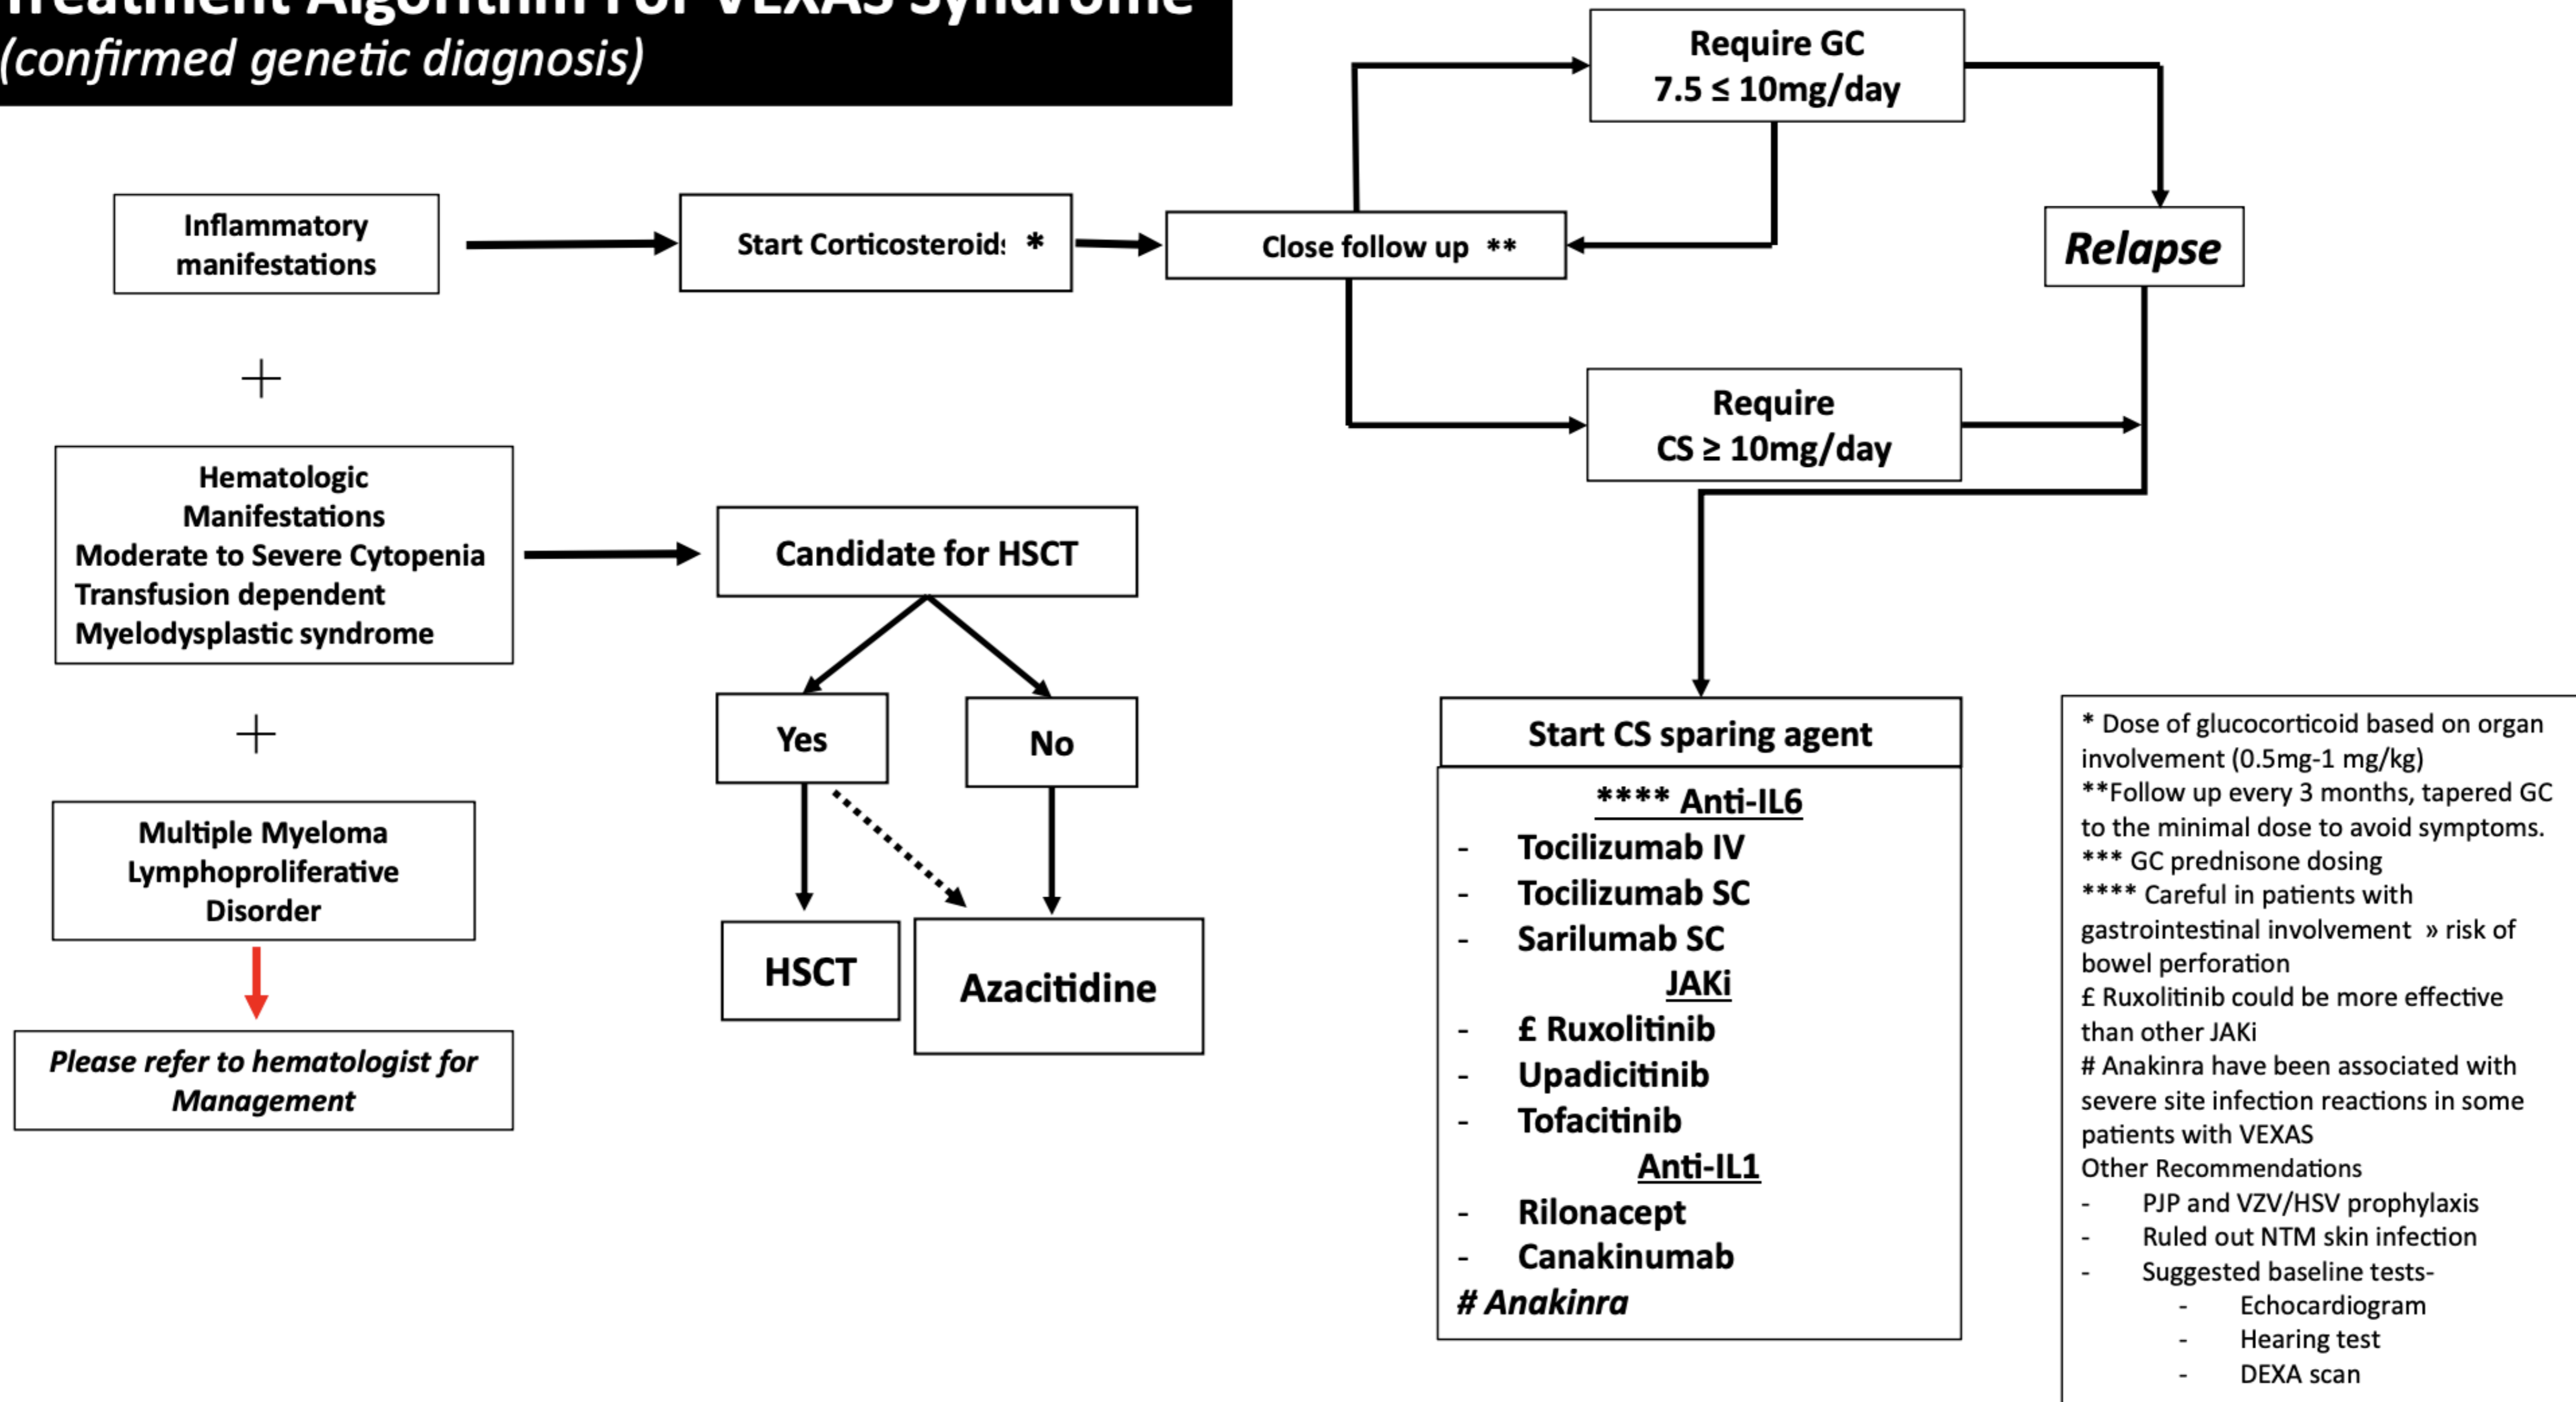 Treatment Algorithm For VEXAS Syndrome
(confirmed genetic diagnosis)
Inflammatory
manifestations
+
Hematologic
Manifestations
Moderate to Severe Cytopenia
Transfusion dependent
Myelodysplastic syndrome
+
Multiple Myeloma
Lymphoproliferative
Disorder
Please refer to hematologist for
Management
Start Corticosteroids *
Close follow up **
Require GC
7.5 ≤ 10mg/day
Relapse
Require
CS ≥ 10mg/day
Candidate for HSCT
Yes
No
HSCT
Azacitidine
Start CS sparing agent
**** Anti-IL6
- Tocilizumab IV
- Tocilizumab SC
- Sarilumab SC
JAKi
- £ Ruxolitinib
- Upadicitinib
- Tofacitinib
Anti-IL1
- Rilonacept
- Canakinumab
# Anakinra
* Dose of glucocorticoid based on organ
involvement (0.5mg-1 mg/kg)
**Follow up every 3 months, tapered GC
to the minimal dose to avoid symptoms.
*** GC prednisone dosing
**** Careful in patients with
gastrointestinal involvement » risk of
bowel perforation
£ Ruxolitinib could be more effective
than other JAKi
# Anakinra have been associated with
severe site infection reactions in some
patients with VEXAS
Other Recommendations
- PJP and VZV/HSV prophylaxis
- Ruled out NTM skin infection
- Suggested baseline tests-
- Echocardiogram
- Hearing test
- DEXA scan